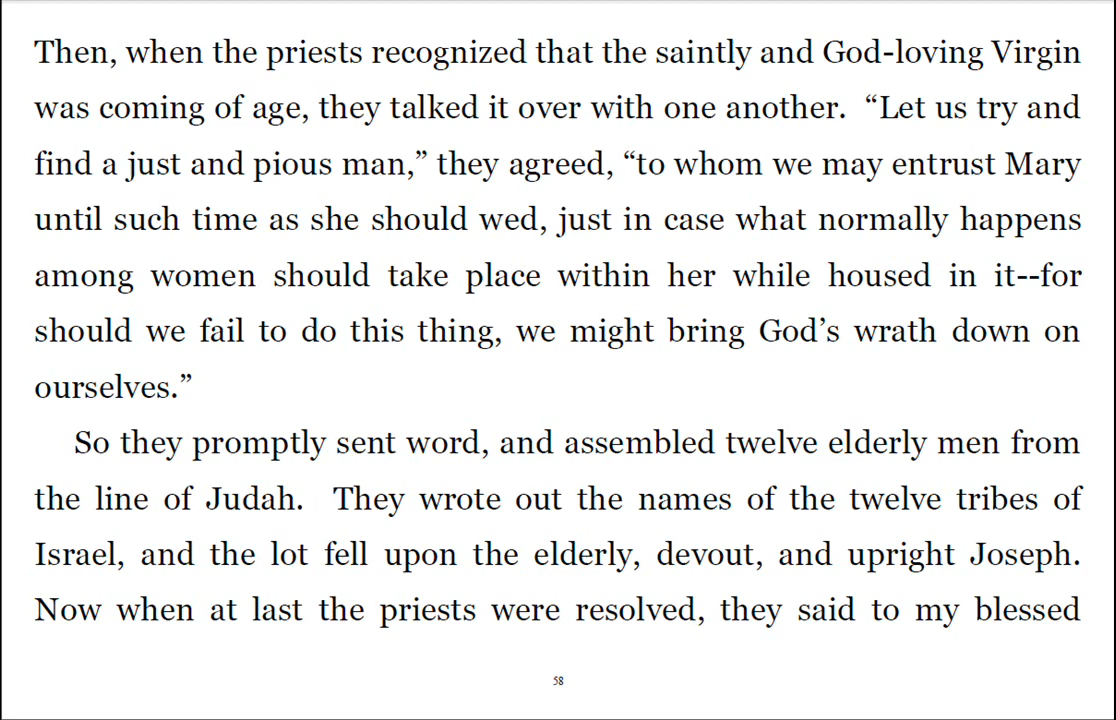 Then, when the priests recognized that the saintly and God-loving Virgin
was coming of age, they talked it over with one another.  “Let us try and
find a just and pious man,” they agreed, “to whom we may entrust Mary
until such time as she should wed, just in case what normally happens
among women should take place within her while housed in it--for
should we fail to do this thing, we might bring God’s wrath down on
ourselves.”
So they promptly sent word, and assembled twelve elderly men from
the line of Judah.  They wrote out the names of the twelve tribes of
Israel, and the lot fell upon the elderly, devout, and upright Joseph.
Now when at last the priests were resolved, they said to my blessed
58